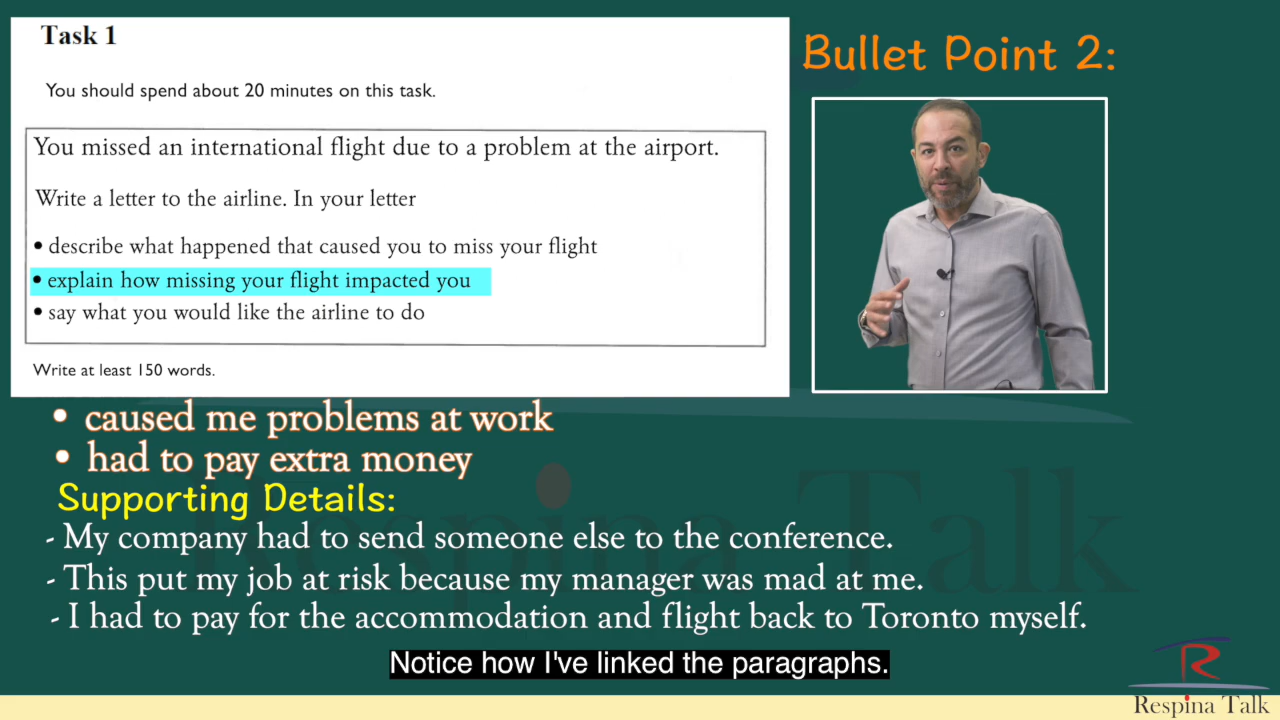 Task 1
Bullet Point 2:
You should spend about 20 minutes on this task.
You missed an international flight due to a problem at the airport.
Write a letter to the airline. In your letter
• describe what happened that caused you to miss your flight
• explain how missing your flight impacted you
• say what you would like the airline to do
Write at least 150 words.
• caused me problems at work
• had to pay extra money
Supporting Details:
- My company had to send someone else to the conference.
- This put my job at risk because my manager was mad at me.
- I had to pay for the accommodation and flight back to Toronto myself.
Notice how I've linked the paragraphs.
Respina Talk
Respina Talk